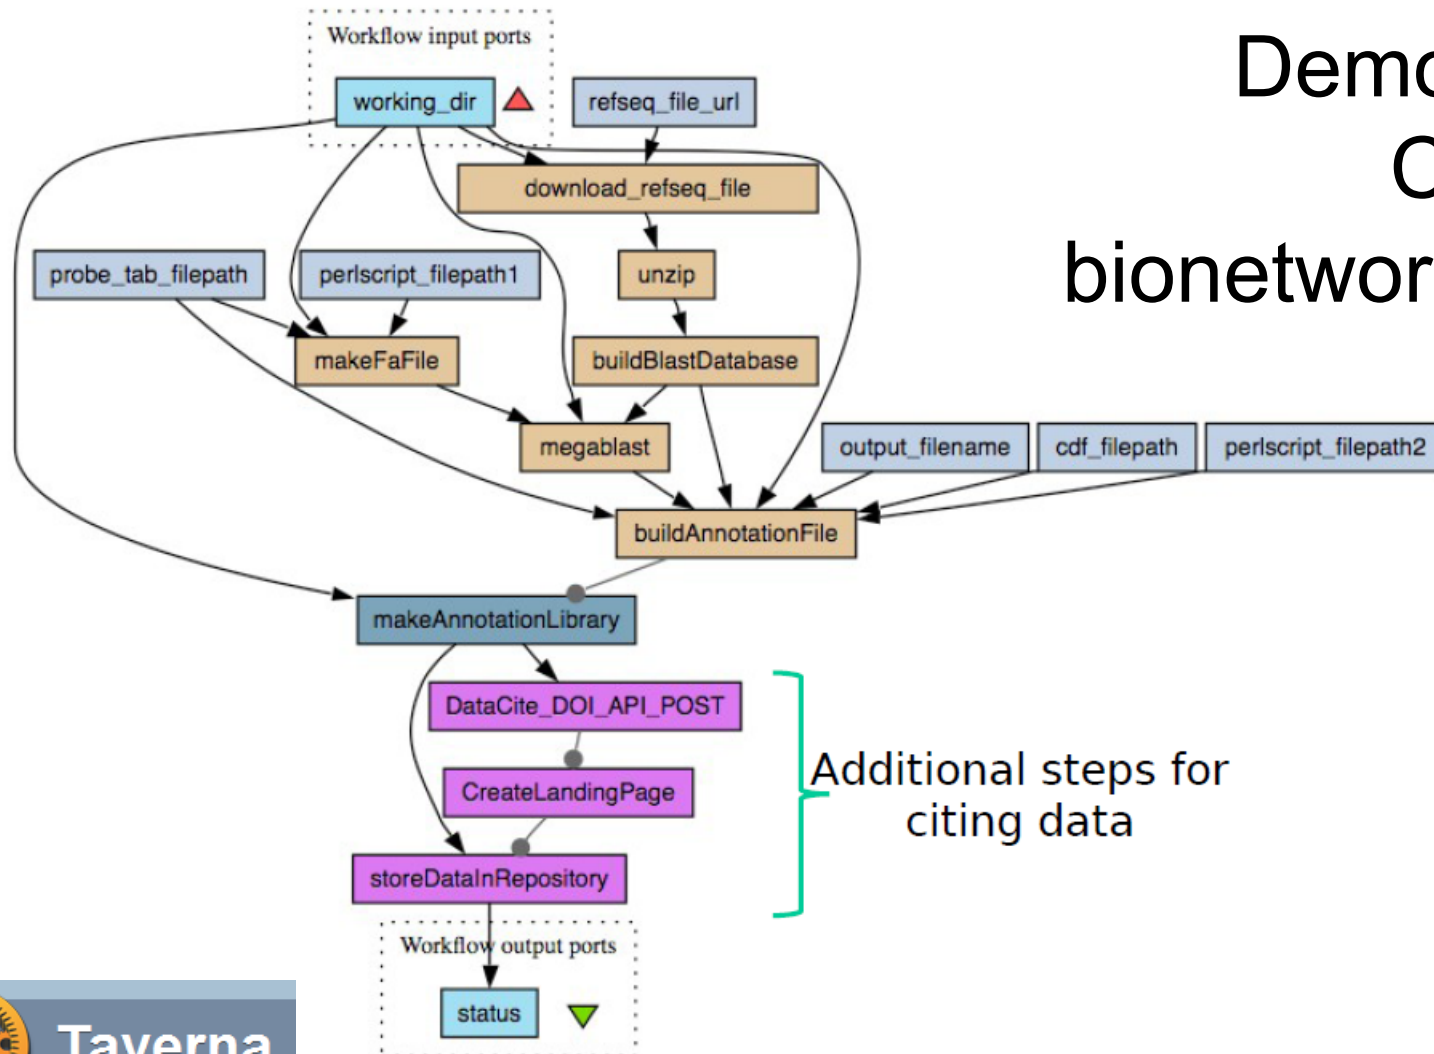 Workflow input ports
working_dir
refseq_file_url
download_refseq_file
probe_tab_filepath
perlscript_filepath1
unzip
makeFaFile
buildBlastDatabase
megablast
output_filename
cdf_filepath
perlscript_filepath2
buildAnnotationFile
makeAnnotationLibrary
DataCite_DOI_API_POST
CreateLandingPage
storeDataInRepository
Workflow output ports
status
Additional steps for
citing data
Taverna